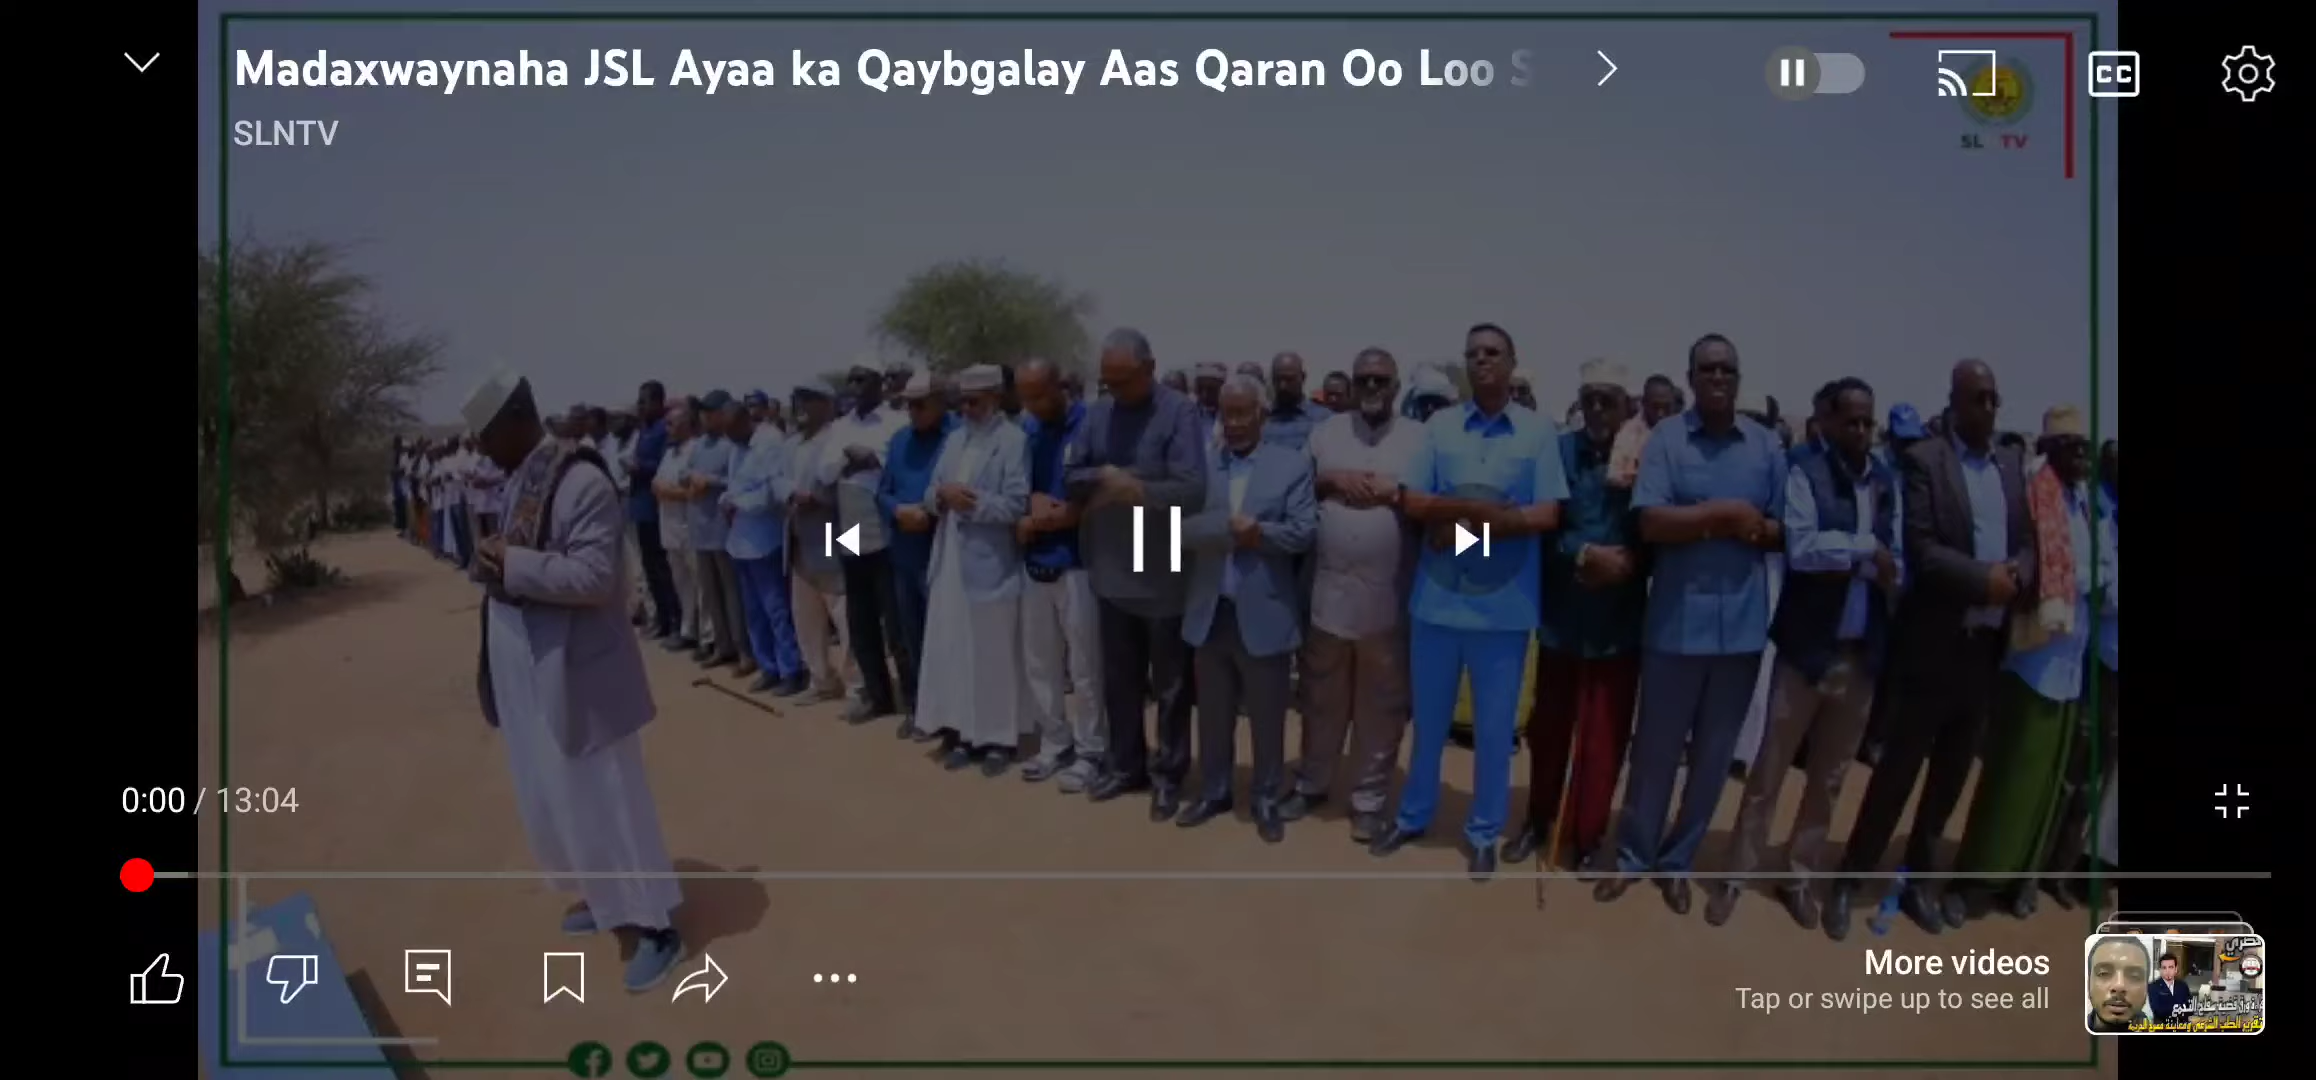 Madaxwaynaha JSL Ayaa ka Qaybgalay Aas Qaran Oo Loo
SLNTV
CC
SL TV
0:00 / 13:04
More videos
Tap or swipe up to see all